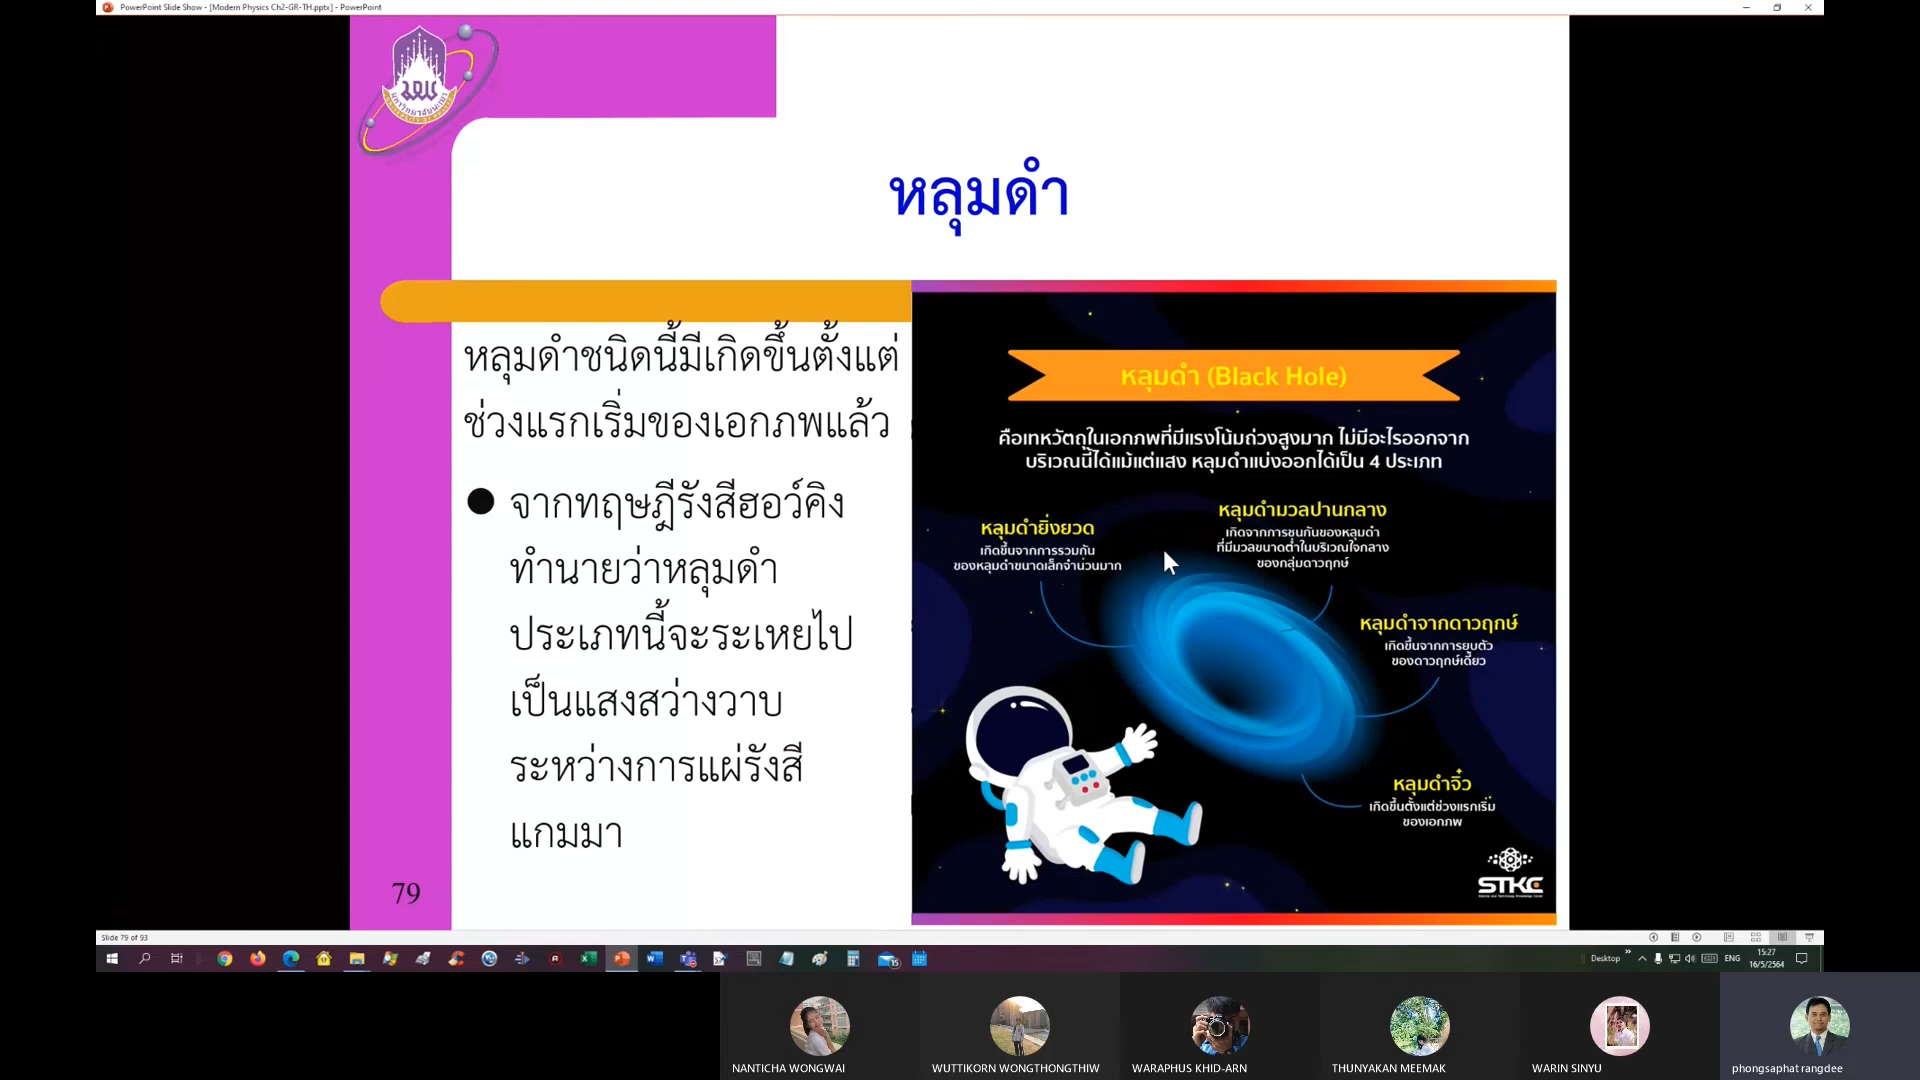 PowerPoint Slide Show - [Modern Physics Ch2-GR-TH.pptx] - PowerPoint
มหาวิทยาลัยพะเยา
UNIVERSITY OF PHAYAO
หลุมดำ
หลุมดำชนิดนี้มีเกิดขึ้นตั้งแต่
ช่วงแรกเริ่มของเอกภพแล้ว
● จากทฤษฎีรังสีฮอว์คิง
ทำนายว่าหลุมดำ
ประเภทนี้จะระเหยไป
เป็นแสงสว่างวาบ
ระหว่างการแผ่รังสี
แกมมา
79
หลุมดำ (Black Hole)
คือเทหวัตถุในเอกภพที่มีแรงโน้มถ่วงสูงมาก ไม่มีอะไรออกจาก
บริเวณนี้ได้แม้แต่แสง หลุมดำแบ่งออกได้เป็น 4 ประเภท
หลุมดำยิ่งยวด
เกิดขึ้นจากการรวมกัน
ของหลุมดำขนาดเล็กจำนวนมาก
หลุมดำมวลปานกลาง
เกิดจากการชนกันของหลุมดำ
ที่มีมวลขนาดต่ำในบริเวณใจกลาง
ของกลุ่มดาวฤกษ์
หลุมดำจากดาวฤกษ์
เกิดขึ้นจากการยุบตัว
ของดาวฤกษ์เดี่ยว
หลุมดำจิ๋ว
เกิดขึ้นตั้งแต่ช่วงแรกเริ่ม
ของเอกภพ
STKC
Science and Technology Knowledge Center
Slide 79 of 93
15
Desktop
ENG
15:27
16/5/2564
NANTICHA WONGWAI
WUTTIKORN WONGTHONGTHIW
WARAPHUS KHID-ARN
THUNYAKAN MEEMAK
WARIN SINYU
phongsaphat rangdee